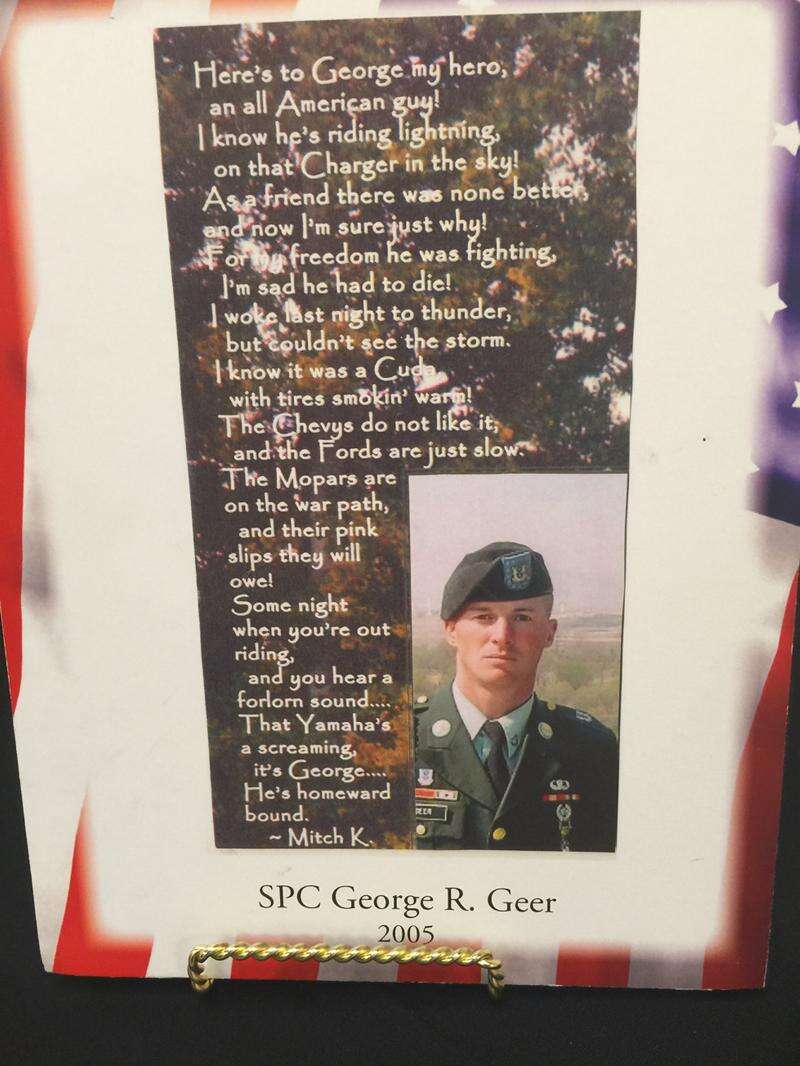 Here's to George my hero,
an all American guy!
I know he's riding lightning,
on that Charger in the sky!
As a friend there was none better,
and now I'm sure just why!
For my freedom he was fighting,
I'm sad he had to die!
I woke last night to thunder,
but couldn't see the storm.
I know it was a Cuda,
with tires smokin' warm!
The Chevys do not like it,
and the Fords are just slow.
The Mopars are
on the war path,
and their pink
slips they will
owe!
Some night
when you're out
riding,
and you hear a
forlorn sound....
That Yamaha's
a screaming,
it's George....
He's homeward
bound.
~ Mitch K.
GEER
SPC George R. Geer
2005